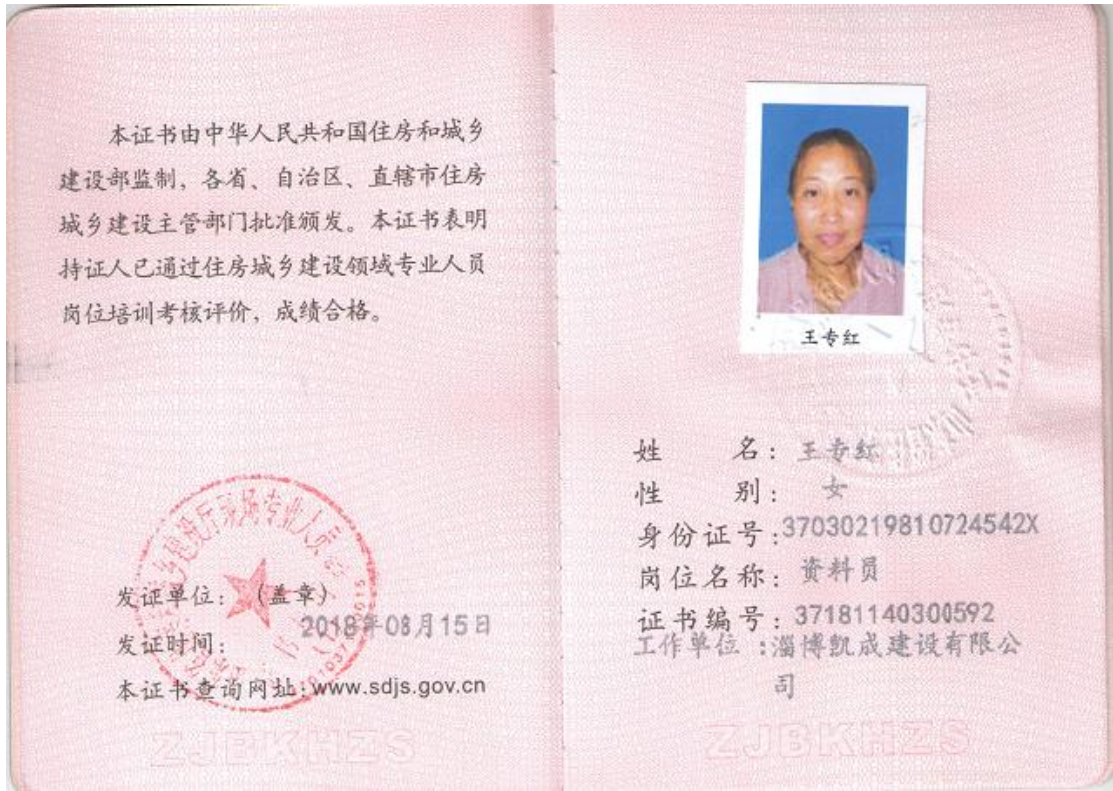 本证书由中华人民共和国住房和城乡
建设部监制，各省、自治区、直辖市住房
城乡建设主管部门批准颁发。本证书表明
持证人已通过住房城乡建设领域专业人员
岗位培训考核评价，成绩合格。
发证单位：（盖章）
发证时间：2018年08月15日
本证书查询网址：www.sdjs.gov.cn
ZJBKHZS
王专红
姓 名：王专红
性 别：女
身份证号：37030219810724542X
岗位名称：资料员
证书编号：37181140300592
工作单位：淄博凯成建设有限公
司
ZJBKHZS